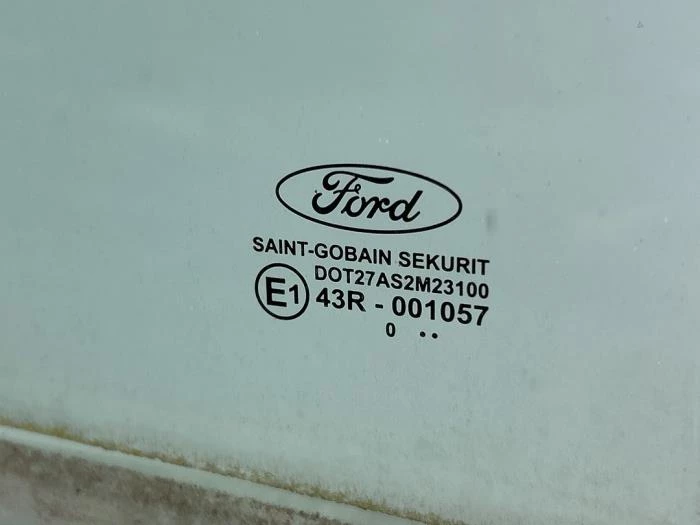 Ford
SAINT-GOBAIN SEKURIT
DOT27AS2M23100
E1 43R - 001057
0 ..